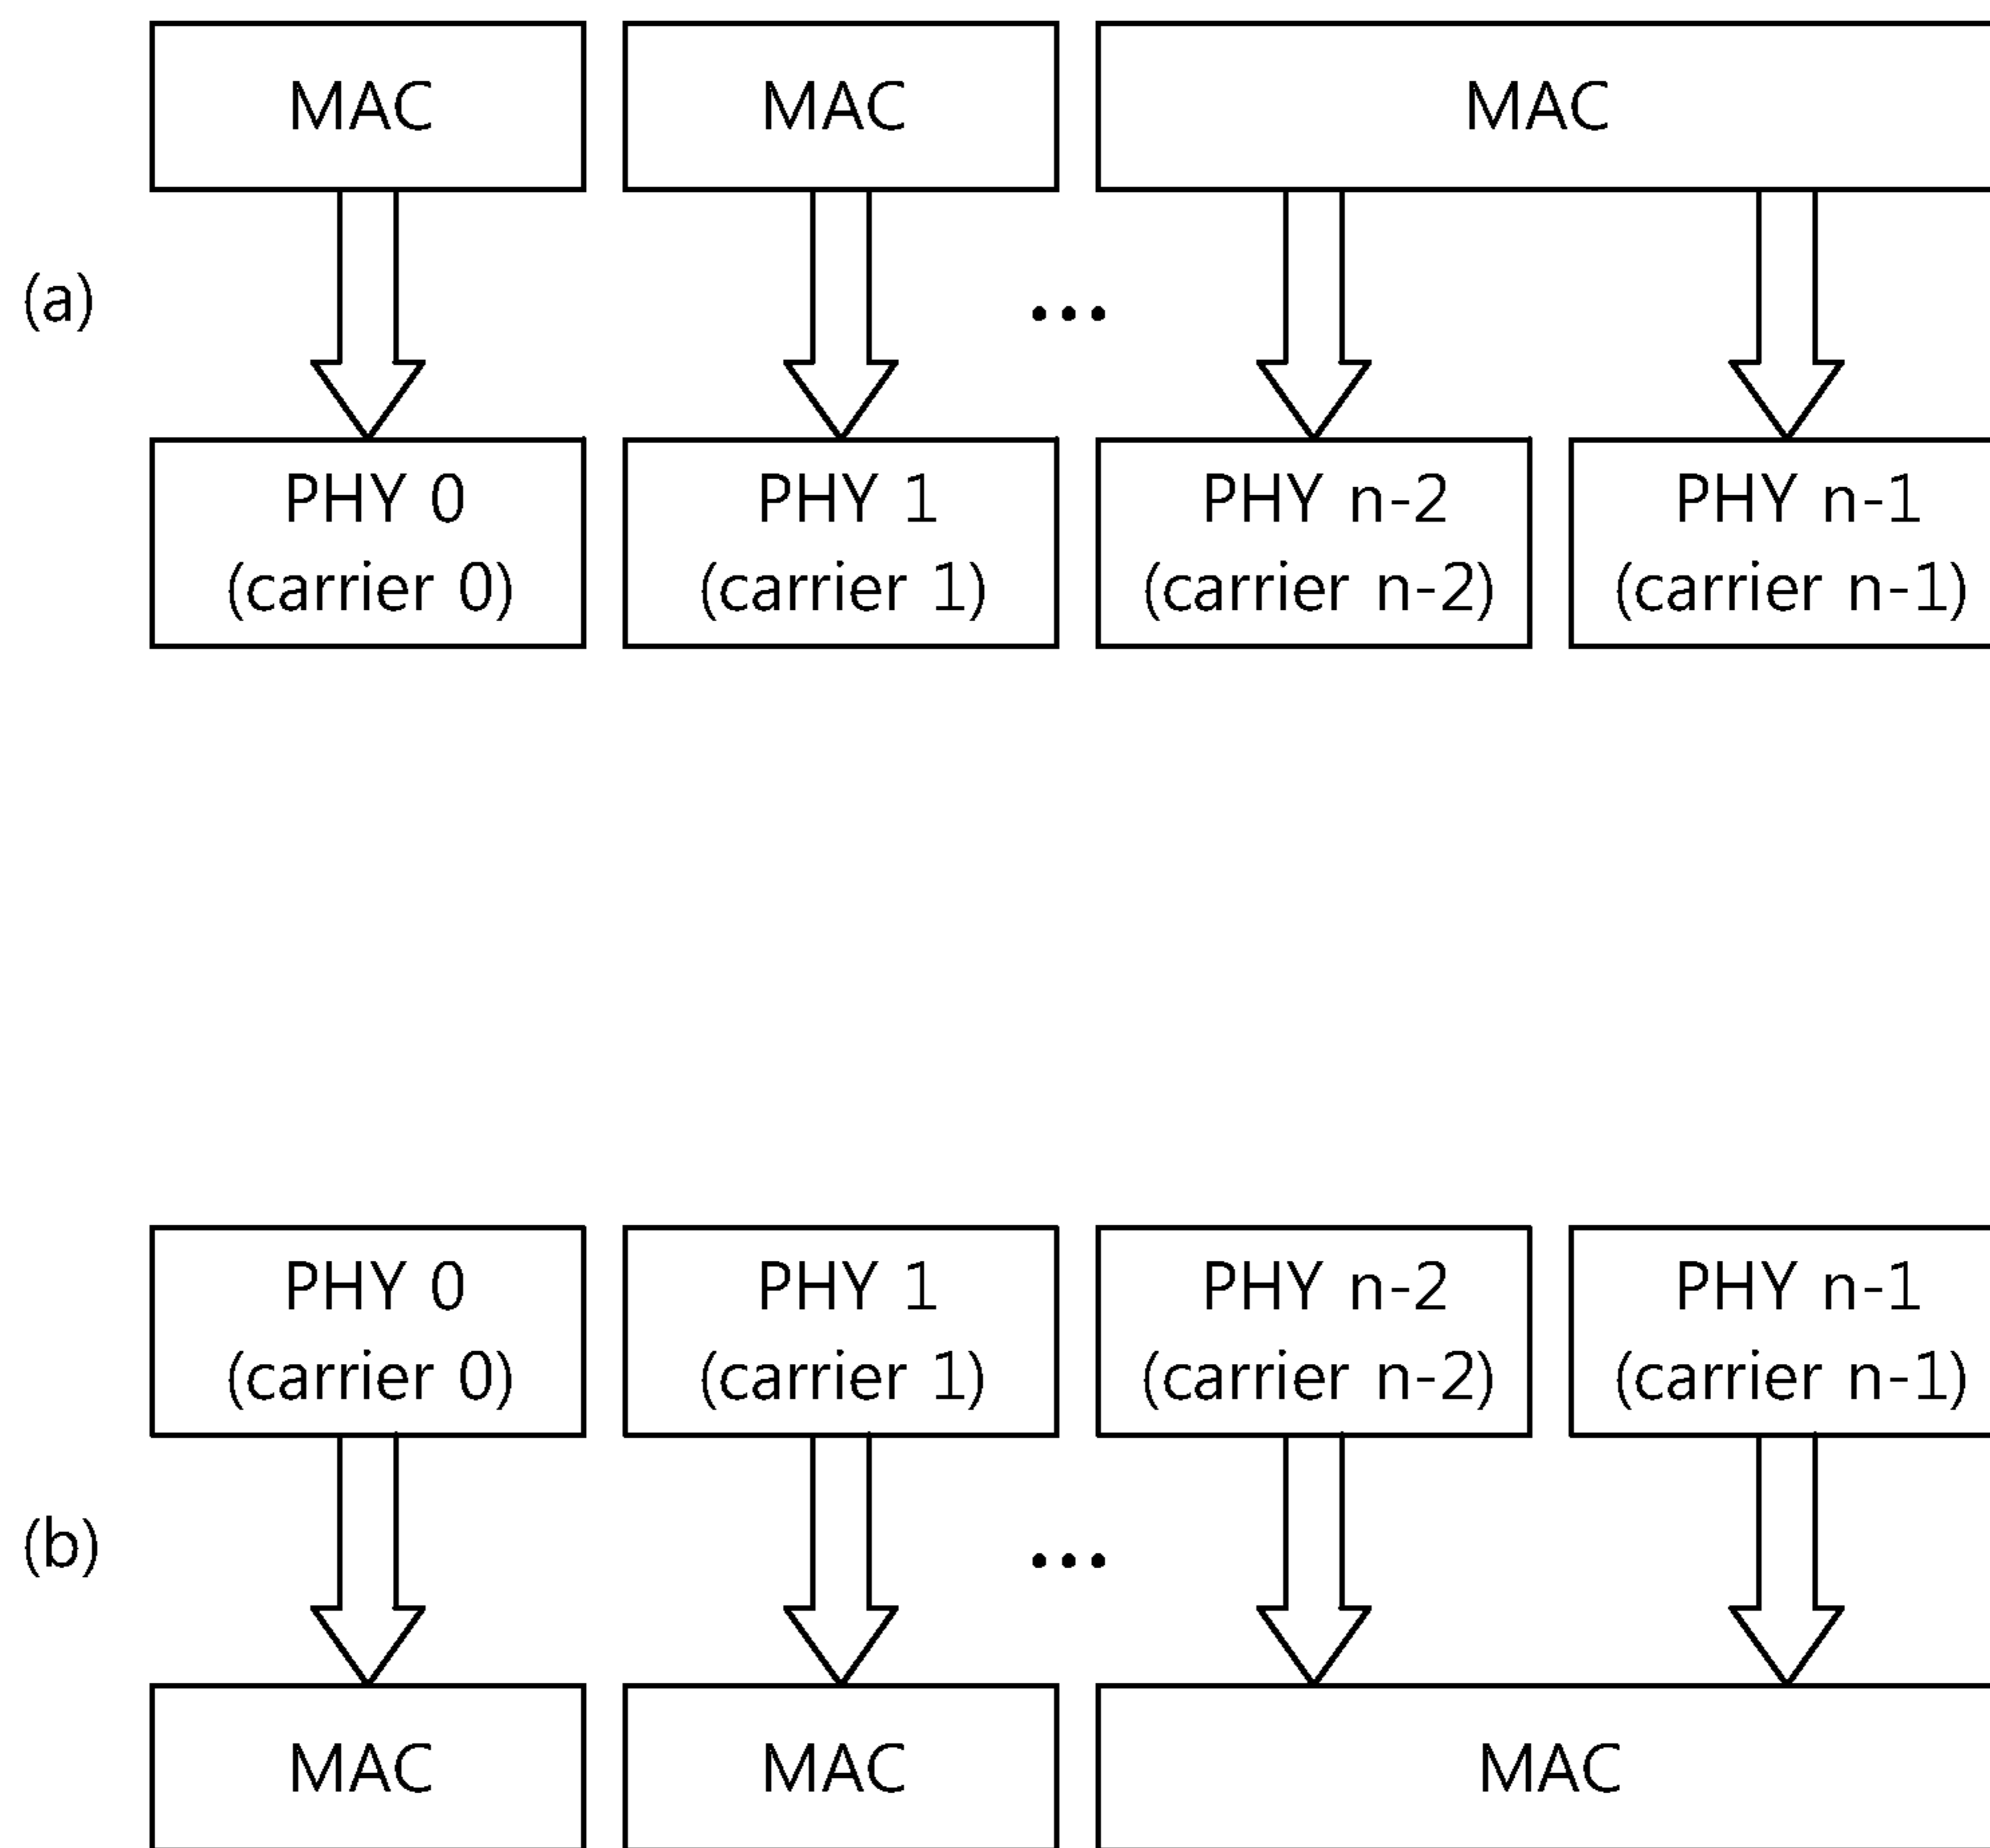 MAC MAC MAC
(a)
...
PHY 0 PHY 1 PHY n-2 PHY n-1
(carrier 0) (carrier 1) (carrier n-2) (carrier n-1)
PHY 0 PHY 1 PHY n-2 PHY n-1
(carrier 0) (carrier 1) (carrier n-2) (carrier n-1)
(b)
...
MAC MAC MAC